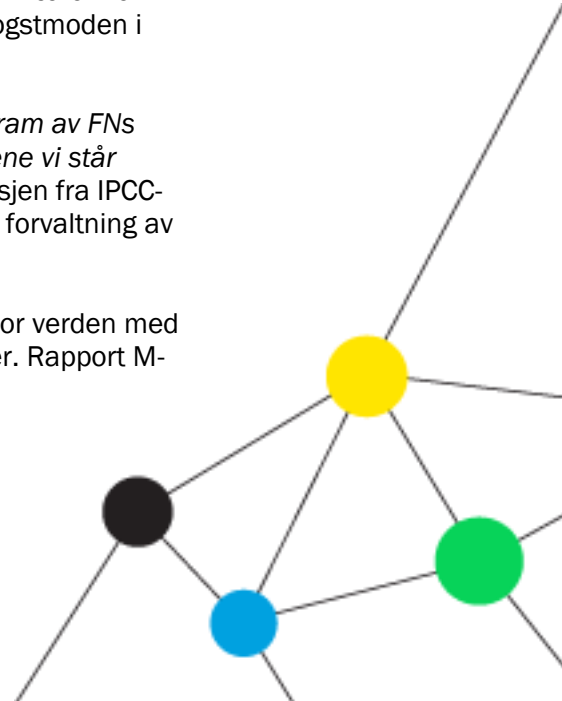 ogstmoden i
ram av FNs
ene vi står
sjen fra IPCC-
forvaltning av
or verden med
er. Rapport M-